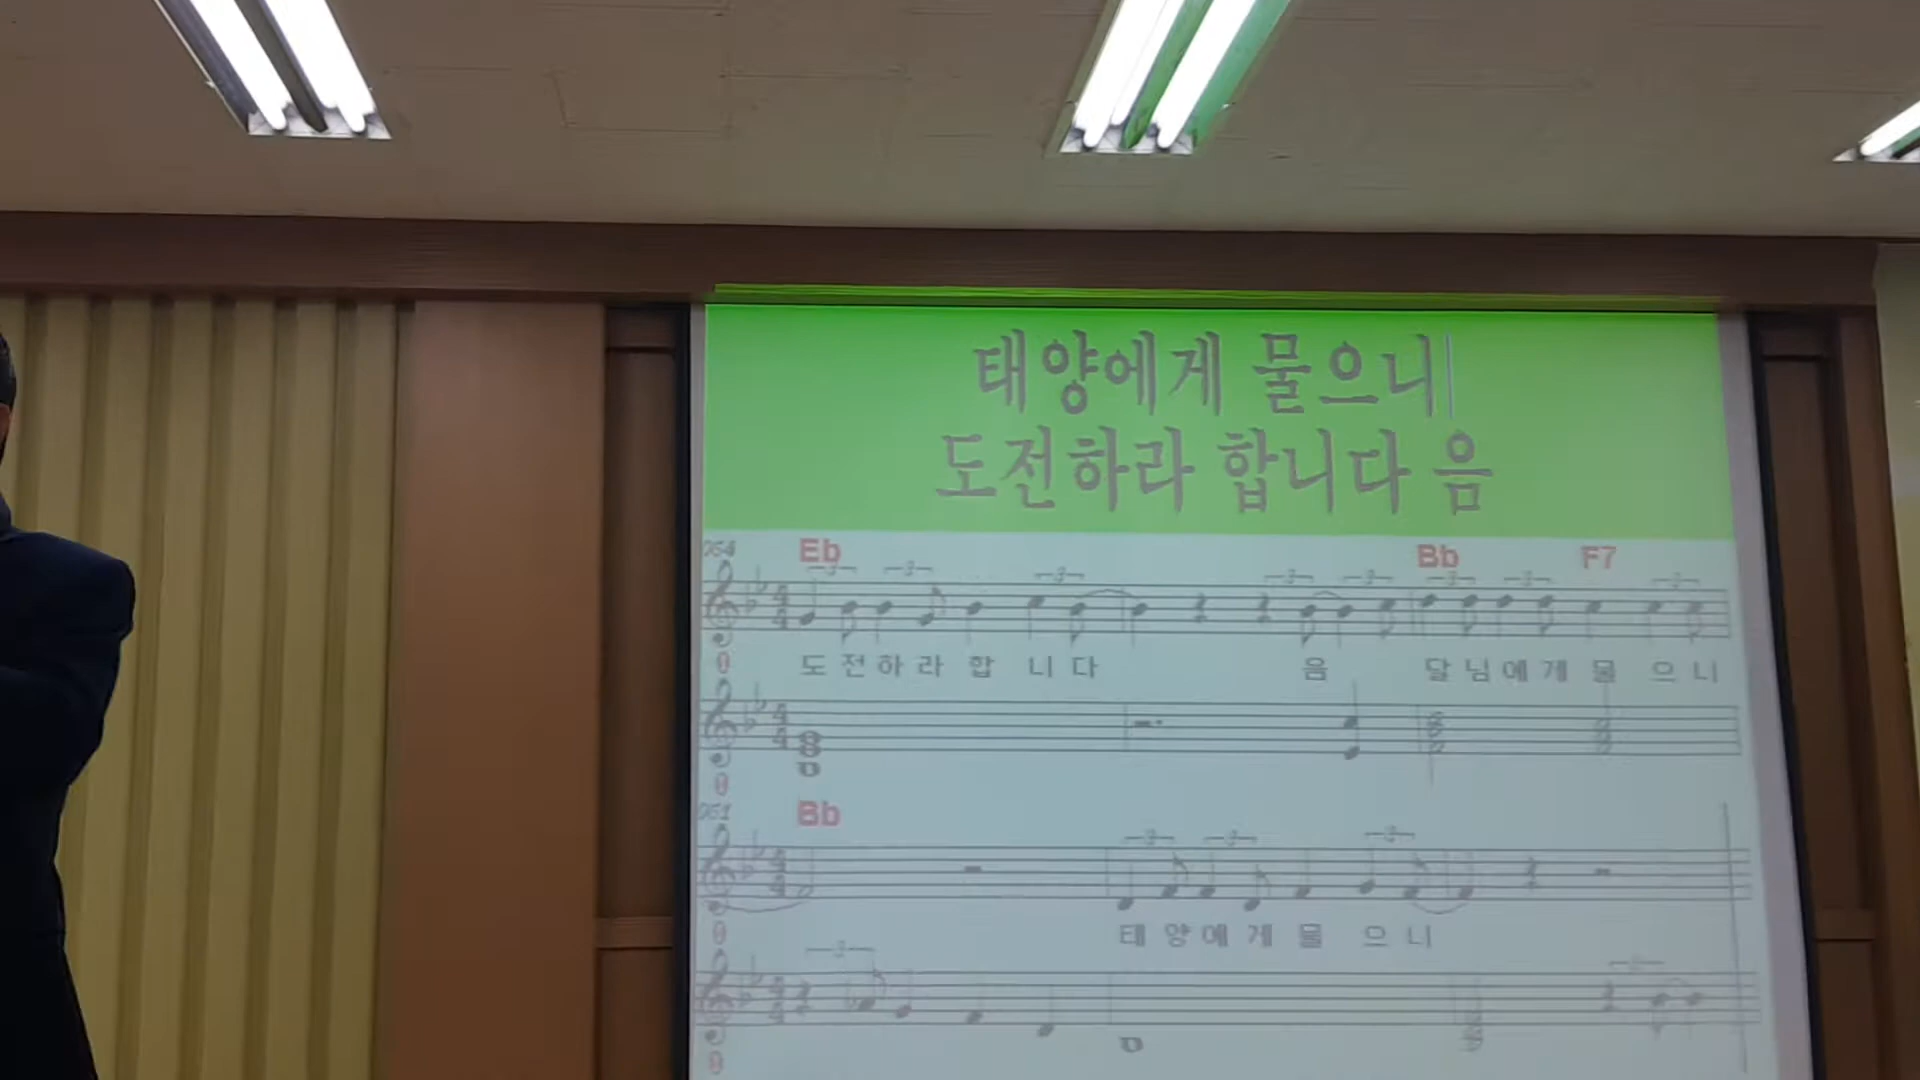 태양에게 물으니
도전하라 합니다 음
Eb Bb F7
도 전 하 라 합 니 다 음 달 님 에 게 물 으 니
Bb
태 양 에 게 물 으 니